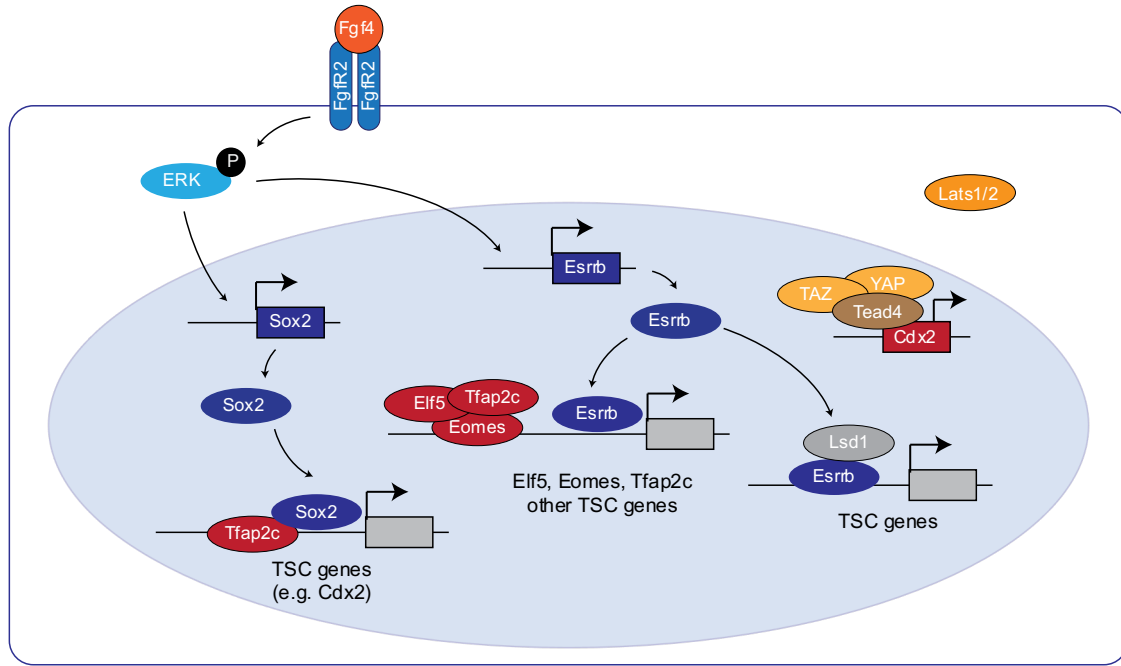 Fgf4
FgfR2
FgfR2
P
ERK
Lats1/2
Esrrb
TAZ
YAP
Tead4
Cdx2
Sox2
Esrrb
Sox2
Elf5
Tfap2c
Eomes
Esrrb
Lsd1
Esrrb
Elf5, Eomes, Tfap2c
other TSC genes
TSC genes
Sox2
Tfap2c
TSC genes
(e.g. Cdx2)